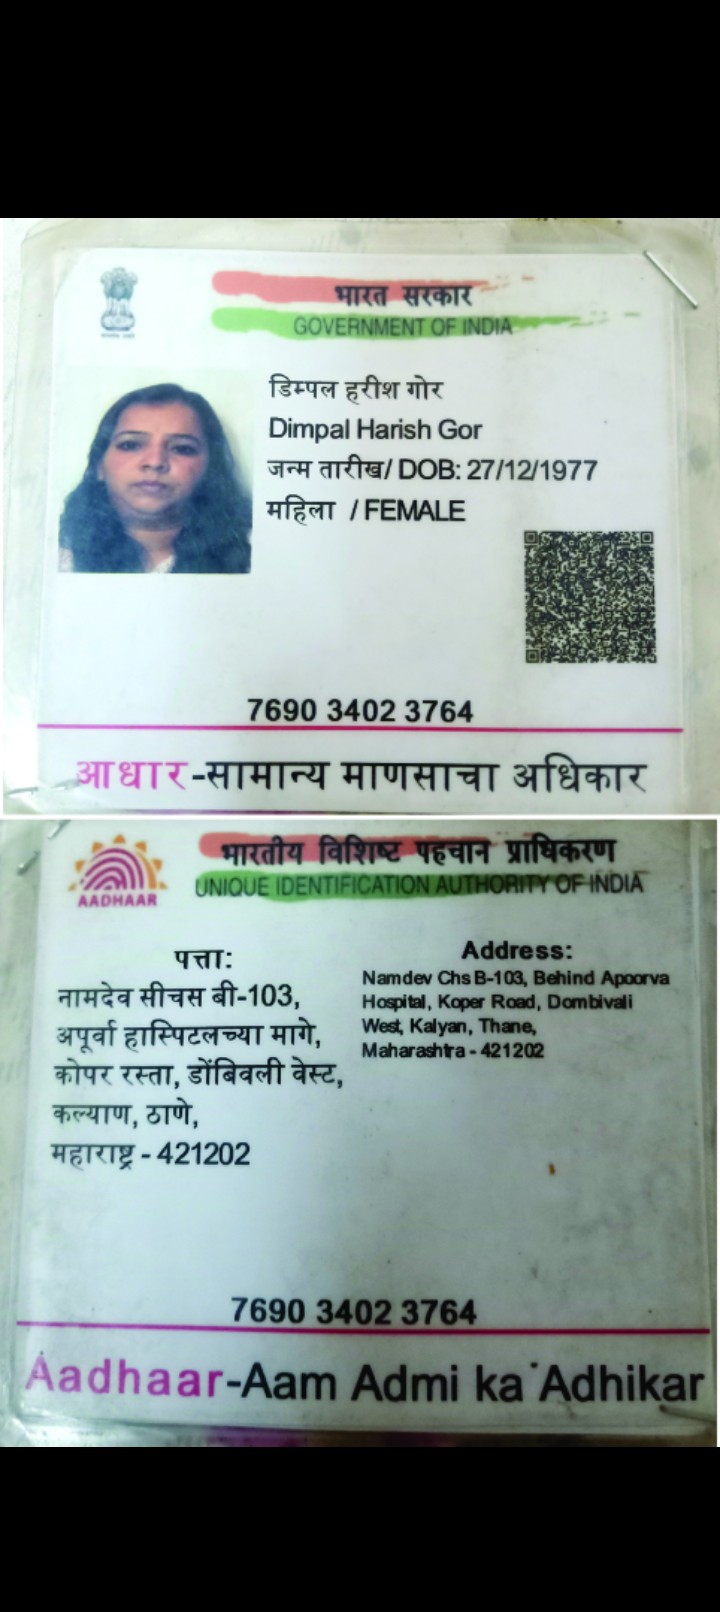 भारत सरकार
GOVERNMENT OF INDIA
डिम्पल हरीश गोर
Dimpal Harish Gor
जन्म तारीख/ DOB: 27/12/1977
महिला / FEMALE
7690 3402 3764
आधार-सामान्य माणसाचा अधिकार
भारतीय विशिष्ट पहचान प्राधिकरण
UNIQUE IDENTIFICATION AUTHORITY OF INDIA
AADHAAR
पत्ता:
नामदेव सीचस बी-103,
अपूर्वा हास्पिटलच्या मागे,
कोपर रस्ता, डोंबिवली वेस्ट,
कल्याण, ठाणे,
महाराष्ट्र - 421202
Address:
Namdev Chs B-103, Behind Apoorva
Hospital, Koper Road, Dombivali
West, Kalyan, Thane,
Maharashtra - 421202
7690 3402 3764
Aadhaar-Aam Admi ka Adhikar